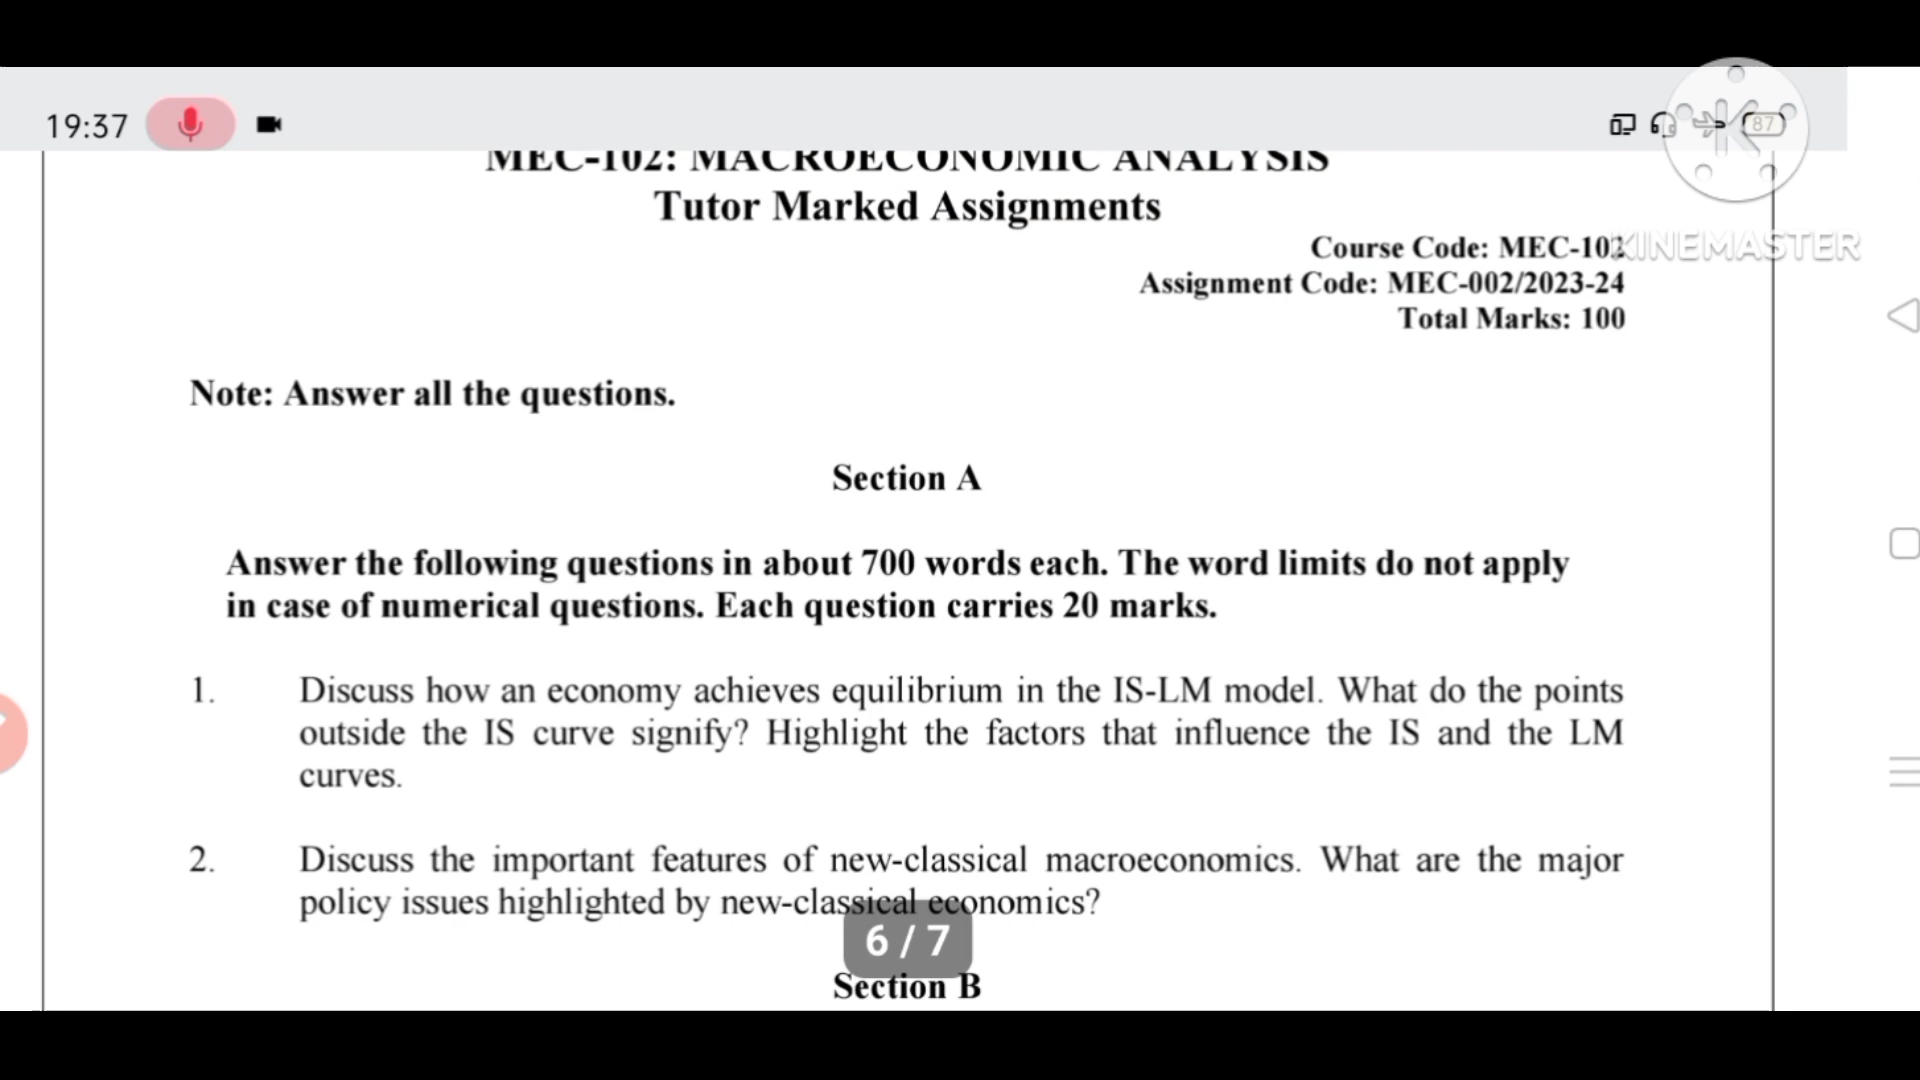 19:37
87
KINEMASTER
MEC-102: MACROECONOMIC ANALYSIS
Tutor Marked Assignments
Course Code: MEC-102
Assignment Code: MEC-002/2023-24
Total Marks: 100
Note: Answer all the questions.
Section A
Answer the following questions in about 700 words each. The word limits do not apply
in case of numerical questions. Each question carries 20 marks.
1. Discuss how an economy achieves equilibrium in the IS-LM model. What do the points
outside the IS curve signify? Highlight the factors that influence the IS and the LM
curves.
2. Discuss the important features of new-classical macroeconomics. What are the major
policy issues highlighted by new-classical economics?
6 / 7
Section B